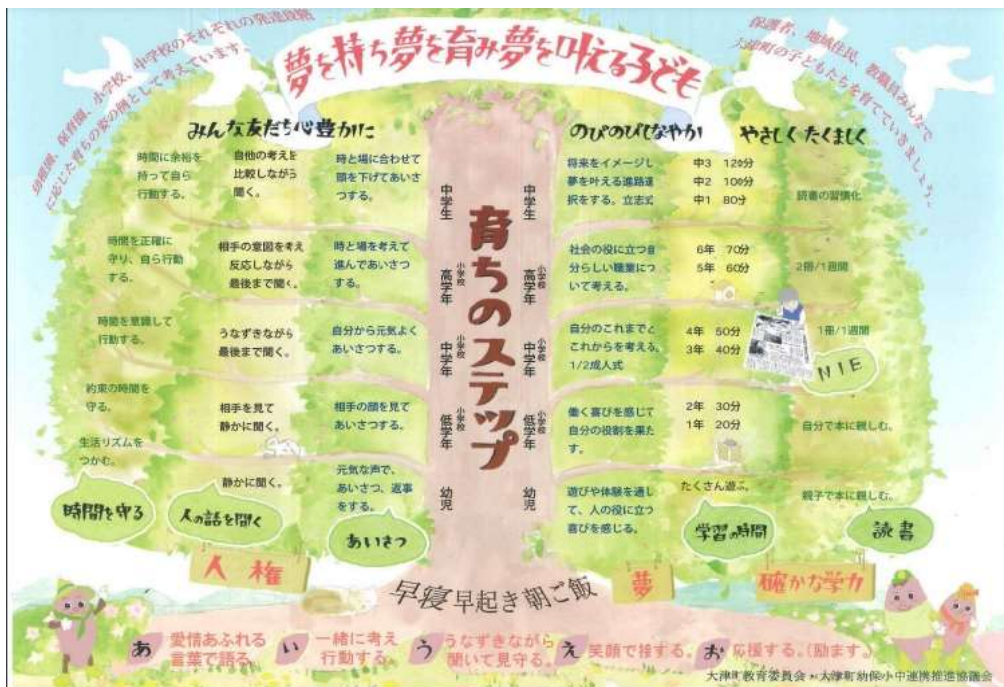 幼稚園、保育園、小学校、中学校のそれぞれの発達段階
に応じた育ちの姿の例として考えています。
夢を持ち夢を育み夢を叶える子ども
保護者、地域住民、教職員みんなで
大津町の子どもたちを育てていきましょう。
みんな友だち心豊かに
のびのびしなやか
やさしくたくましく
育ちのステップ
時間に余裕を
持って自ら
行動する。
自他の考えを
比較しながら
聞く。
時と場に合わせて
頭を下げてあいさ
つする。
中学生
中学生
将来をイメージし
夢を叶える進路選
択をする。立志式
中3 120分
中2 100分
中1 80分
読書の習慣化
時間を正確に
守り、自ら行動
する。
相手の意図を考え
反応しながら
最後まで聞く。
時と場を考えて
進んであいさつ
する。
小学校
高学年
小学校
高学年
社会の役に立つ自
分らしい職業につ
いて考える。
6年 70分
5年 60分
2冊/1週間
時間を意識して
行動する。
うなずきながら
最後まで聞く。
自分から元気よく
あいさつする。
小学校
中学年
小学校
中学年
自分のこれまでと
これからを考える。
1/2成人式
4年 50分
3年 40分
1冊/1週間
NIE
約束の時間を
守る。
相手を見て
静かに聞く。
相手の顔を見て
あいさつする。
小学校
低学年
小学校
低学年
働く喜びを感じて
自分の役割を果た
す。
2年 30分
1年 20分
自分で本に親しむ。
生活リズムを
つかむ。
静かに聞く。
元気な声で、
あいさつ、返事
をする。
幼児
幼児
遊びや体験を通し
て、人の役に立つ
喜びを感じる。
たくさん遊ぶ。
親子で本に親しむ。
時間を守る
人の話を聞く
あいさつ
学習の時間
読書
人権
夢
確かな学力
早寝早起き朝ご飯
あ 愛情あふれる
言葉で語る。
い 一緒に考え
行動する。
う うなずきながら
聞いて見守る。
え 笑顔で接する。
お 応援する。(励ます。)
大津町教育委員会・大津町幼保小中連携推進協議会